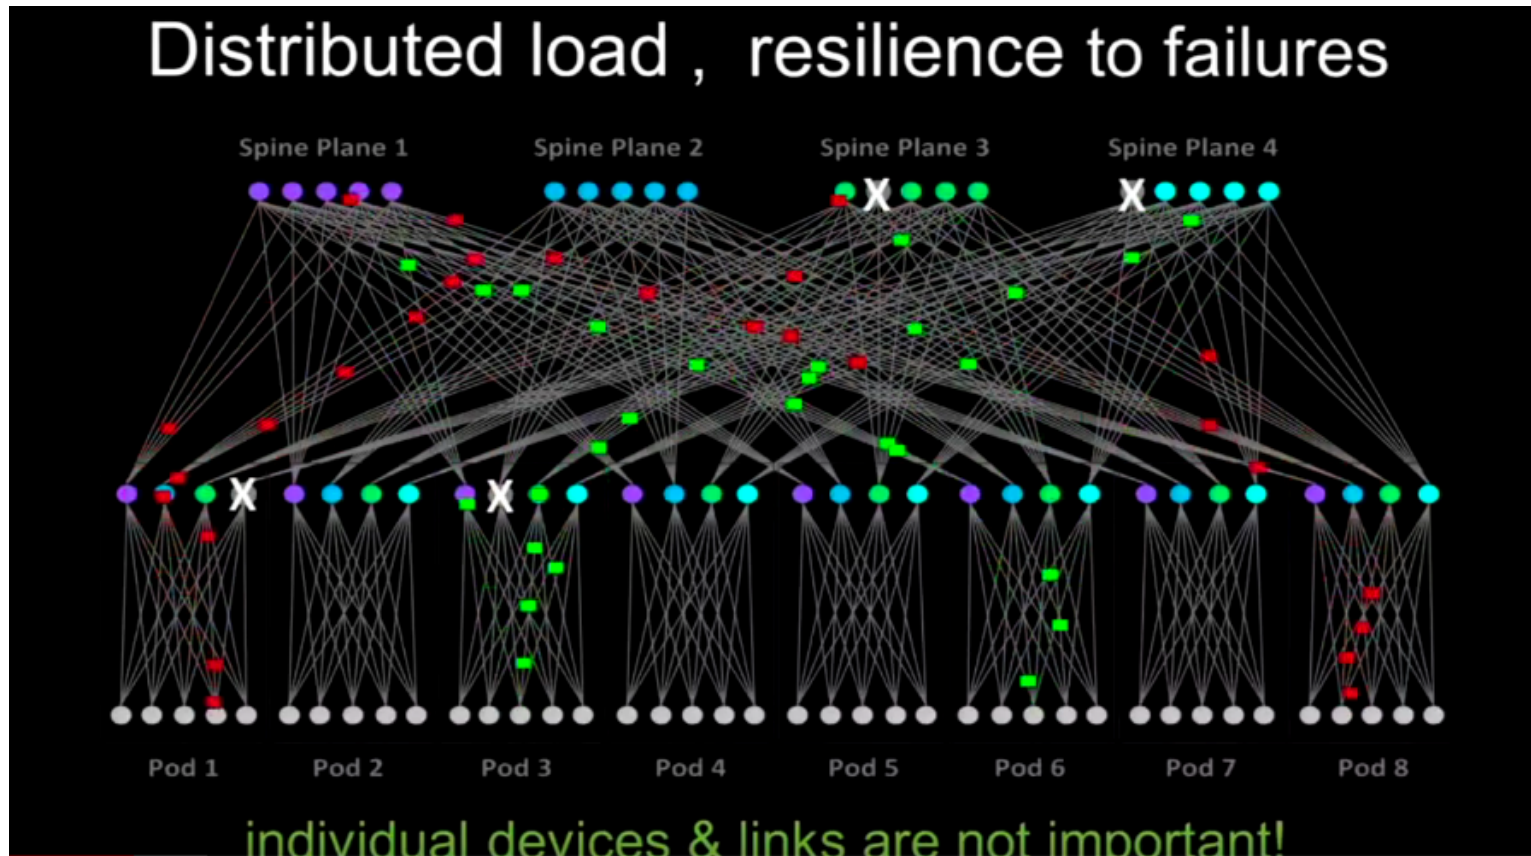 Distributed load , resilience to failures
Spine Plane 1 Spine Plane 2 Spine Plane 3 Spine Plane 4
X X
X X
Pod 1 Pod 2 Pod 3 Pod 4 Pod 5 Pod 6 Pod 7 Pod 8
individual devices & links are not important!